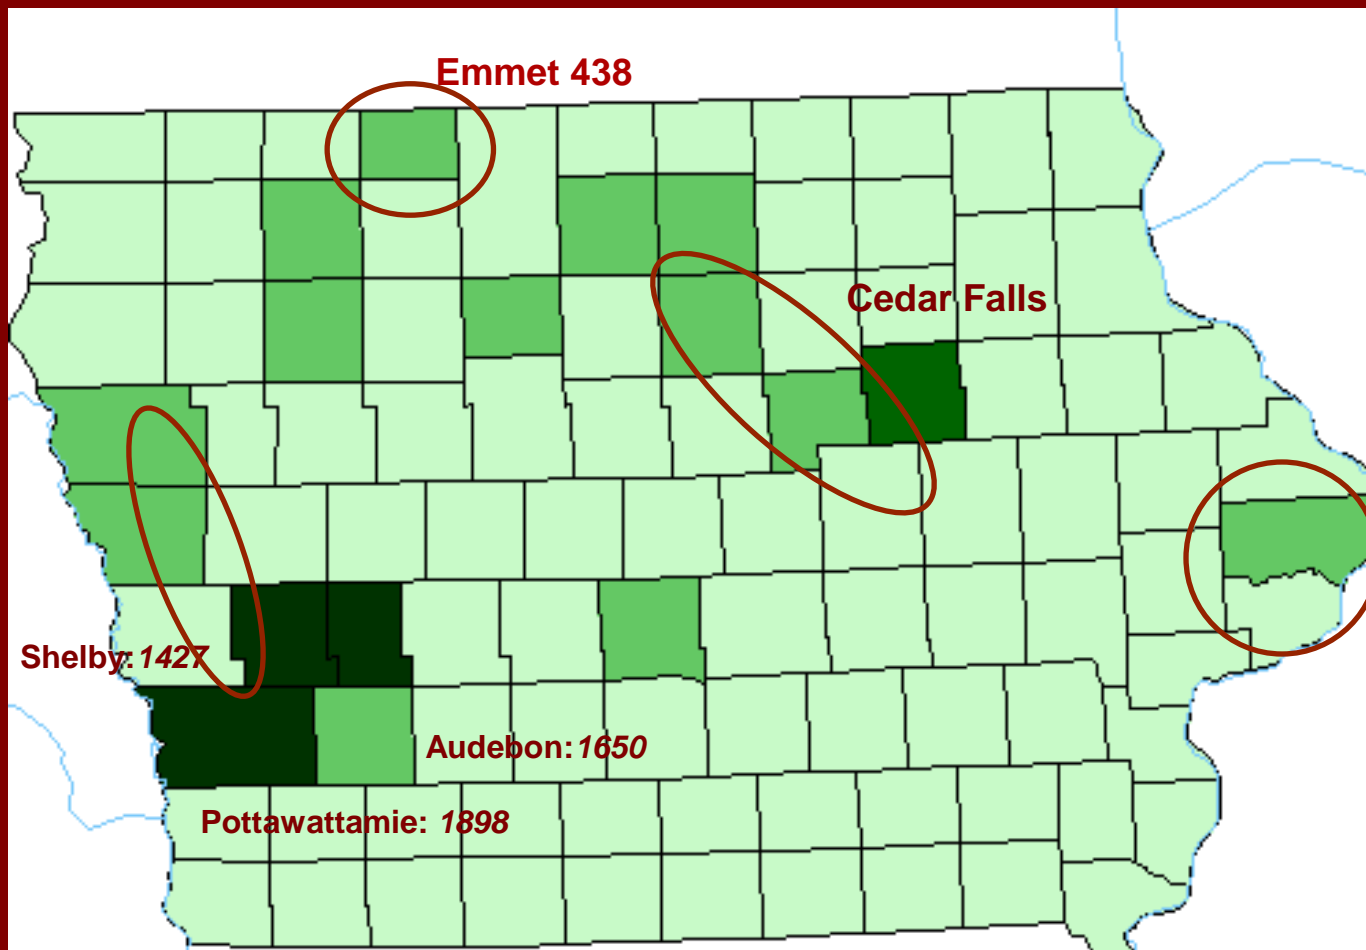 Emmet 438
Cedar Falls
Shelby: 1427
Audebon: 1650
Pottawattamie: 1898